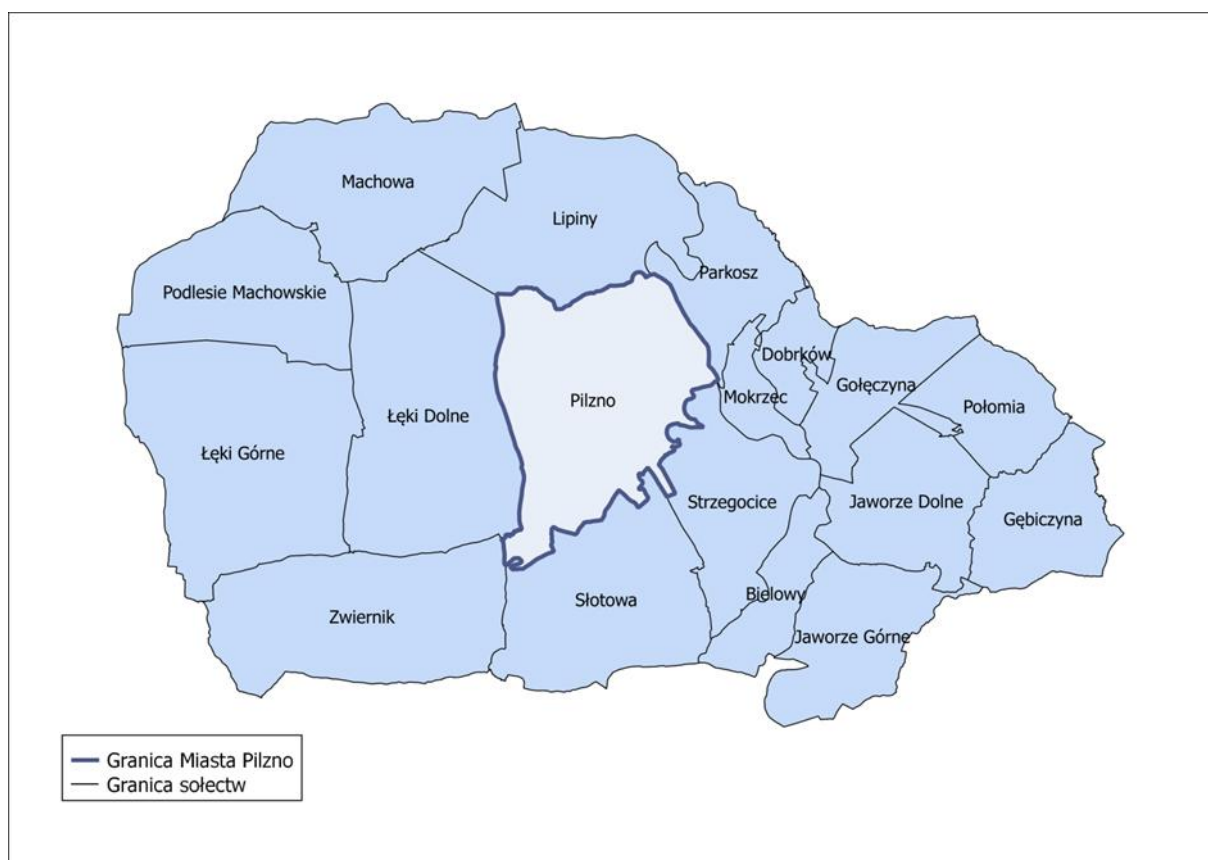 Machowa
Lipiny
Parkosz
Podlesie Machowskie
Dobrków
Gołęczyna
Mokrzec
Pilzno
Połomia
Łęki Dolne
Łęki Górne
Strzegocice
Jaworze Dolne
Gębiczyna
Bielowy
Słotowa
Zwiernik
Jaworze Górne
Granica Miasta Pilzno
Granica sołectw